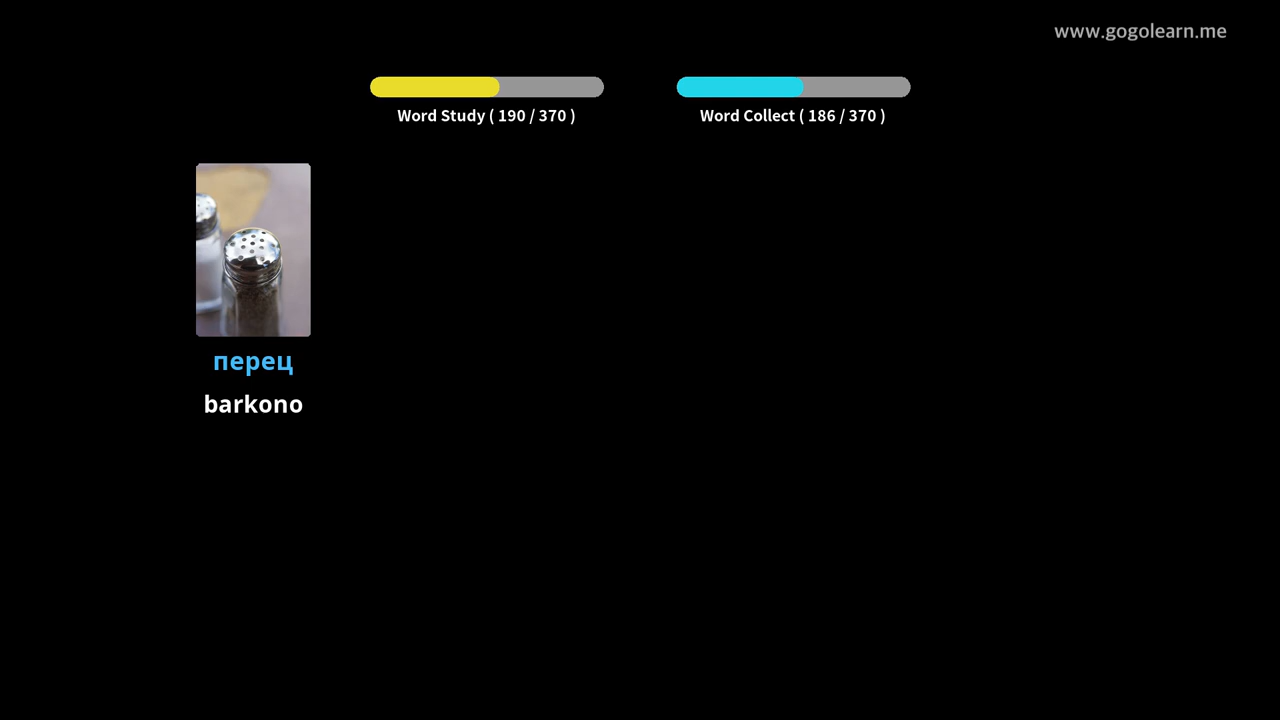 www.gogolearn.me
Word Study ( 190 / 370 )
Word Collect ( 186 / 370 )
перец
barkono